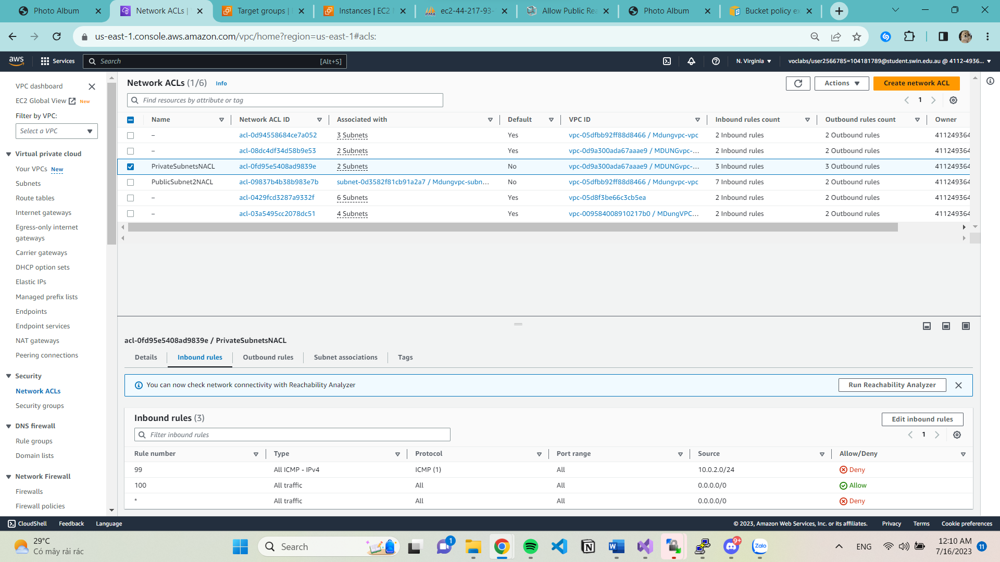 Photo Album
Network ACLs |
Target groups |
Instances | EC2
ec2-44-217-93-
Allow Public Rea
Photo Album
Bucket policy ex
us-east-1.console.aws.amazon.com/vpc/home?region=us-east-1#acls:
aws
Services
Search
[Alt+S]
N. Virginia
voclabs/user2566785=104181789@student.swin.edu.au @ 4112-4936...
VPC dashboard
EC2 Global View
New
Filter by VPC:
Select a VPC
Virtual private cloud
Your VPCs New
Subnets
Route tables
Internet gateways
Egress-only internet
gateways
Carrier gateways
DHCP option sets
Elastic IPs
Managed prefix lists
Endpoints
Endpoint services
NAT gateways
Peering connections
Security
Network ACLs
Security groups
DNS firewall
Rule groups
Domain lists
Network Firewall
Firewalls
Firewall policies
Network ACLs (1/6) Info
Actions
Create network ACL
Find resources by attribute or tag
1
Name Network ACL ID Associated with Default VPC ID Inbound rules count Outbound rules count Owner
– acl-0d94558684ce7a052 3 Subnets Yes vpc-05dfbb92ff88d8466 / Mdungvpc-vpc 2 Inbound rules 2 Outbound rules 411249364
– acl-08dc4df34d58b9e53 2 Subnets Yes vpc-0d9a300ada67aaae9 / MDUNGvpc-... 2 Inbound rules 2 Outbound rules 411249364
PrivateSubnetsNACL acl-0fd95e5408ad9839e 2 Subnets No vpc-0d9a300ada67aaae9 / MDUNGvpc-... 3 Inbound rules 3 Outbound rules 411249364
PublicSubnet2NACL acl-09837b4b38b983e7b subnet-0d3582f81cb91a2a7 / Mdungvpc-subn... No vpc-05dfbb92ff88d8466 / Mdungvpc-vpc 7 Inbound rules 2 Outbound rules 411249364
– acl-0429fcd3287a9332f 6 Subnets Yes vpc-05d8f3be66c3cb5ea 2 Inbound rules 2 Outbound rules 411249364
– acl-03a5495cc2078dc51 4 Subnets Yes vpc-009584008910217b0 / MDungVPC... 2 Inbound rules 2 Outbound rules 411249364
acl-0fd95e5408ad9839e / PrivateSubnetsNACL
Details Inbound rules Outbound rules Subnet associations Tags
You can now check network connectivity with Reachability Analyzer
Run Reachability Analyzer
Inbound rules (3)
Edit inbound rules
Filter inbound rules
1
Rule number Type Protocol Port range Source Allow/Deny
99 All ICMP - IPv4 ICMP (1) All 10.0.2.0/24 Deny
100 All traffic All All 0.0.0.0/0 Allow
* All traffic All All 0.0.0.0/0 Deny
CloudShell Feedback Language
© 2023, Amazon Web Services, Inc. or its affiliates. Privacy Terms Cookie preferences
29°C
Có mây rải rác
Search
1
9+
Zalo
ENG
12:10 AM
7/16/2023
11